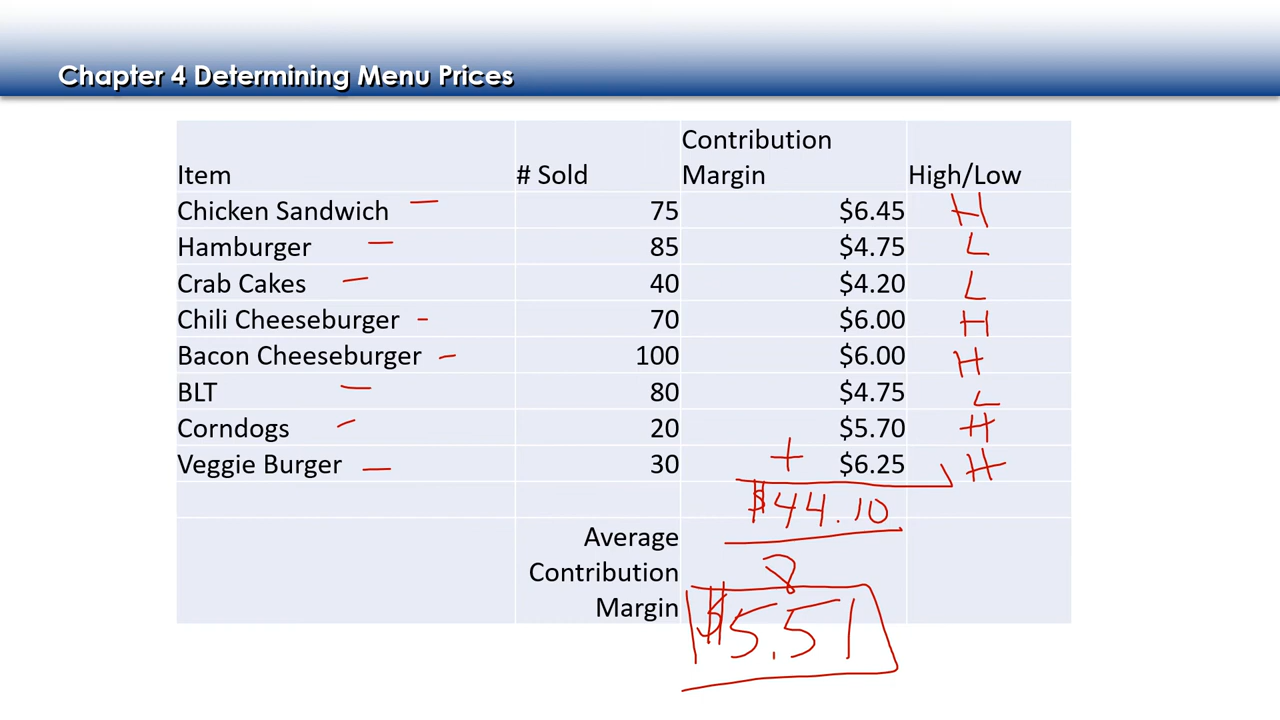 Chapter 4 Determining Menu Prices
Item # Sold Contribution Margin High/Low
Chicken Sandwich 75 $6.45 H
Hamburger 85 $4.75 L
Crab Cakes 40 $4.20 L
Chili Cheeseburger 70 $6.00 H
Bacon Cheeseburger 100 $6.00 H
BLT 80 $4.75 L
Corndogs 20 $5.70 H
Veggie Burger 30 + $6.25 H
$44.10
Average
Contribution 8
Margin $5.51